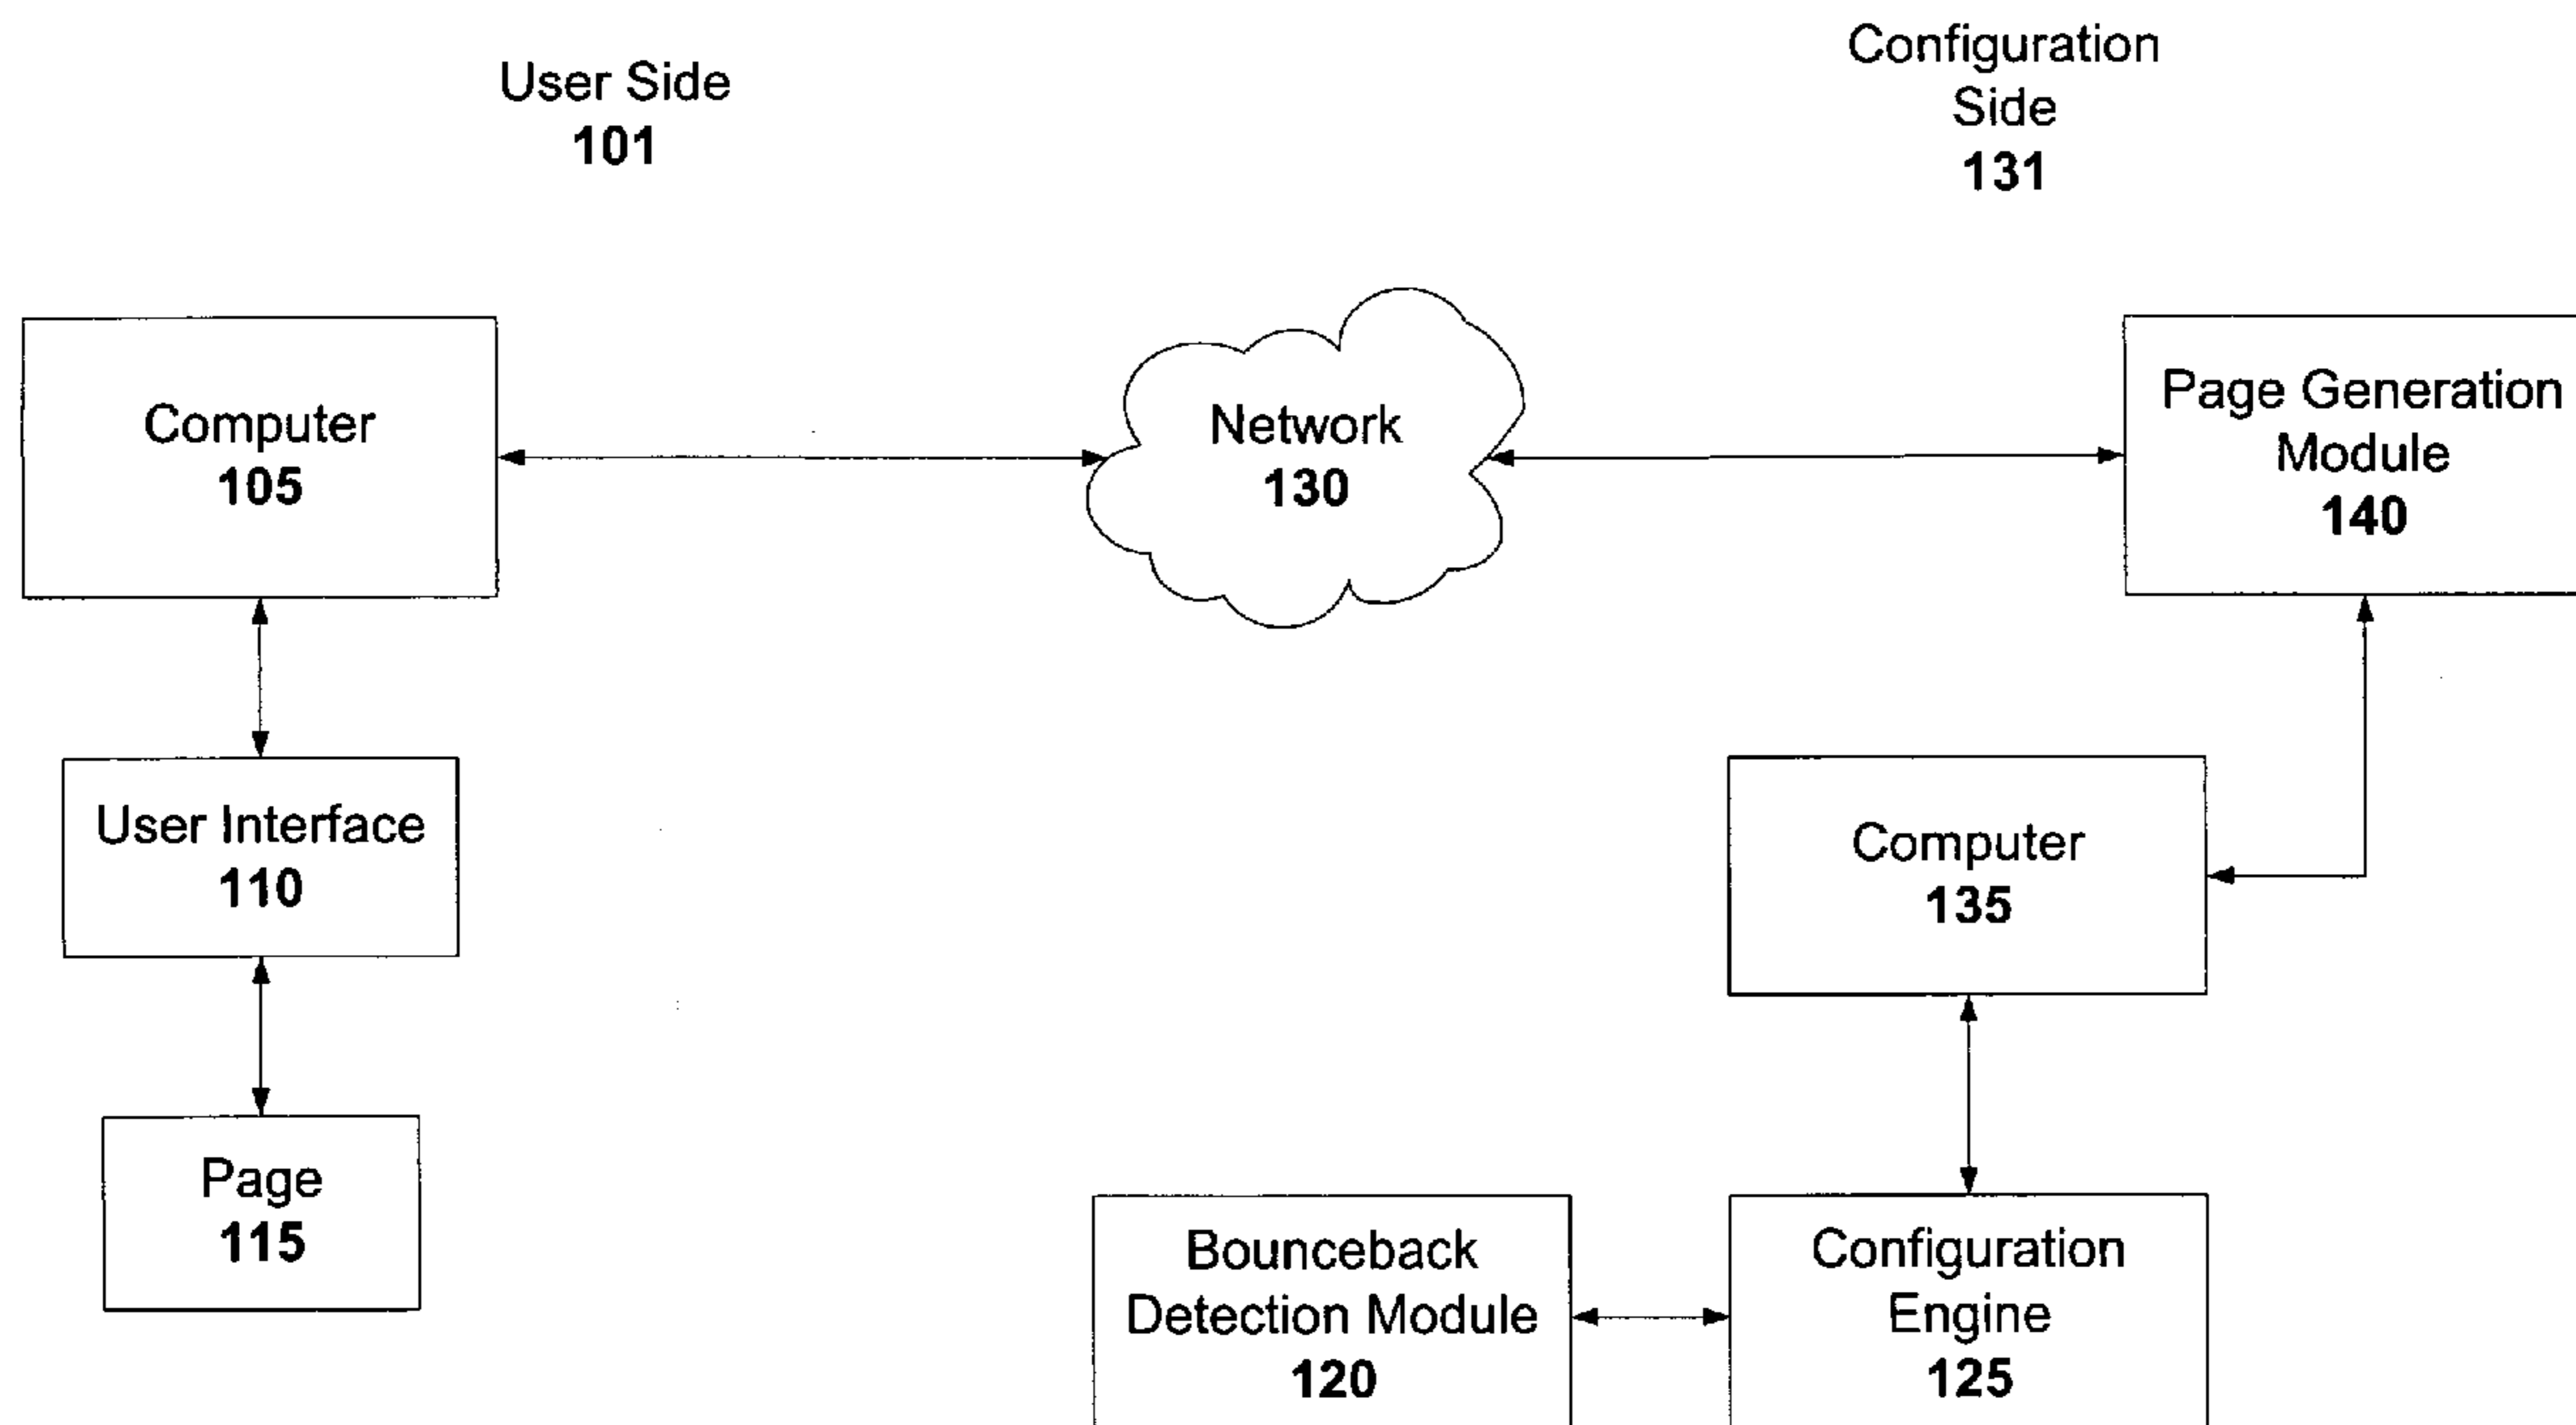 User Side
101
Configuration
Side
131
Computer
105
Network
130
Page Generation
Module
140
User Interface
110
Computer
135
Page
115
Bounceback
Detection Module
120
Configuration
Engine
125